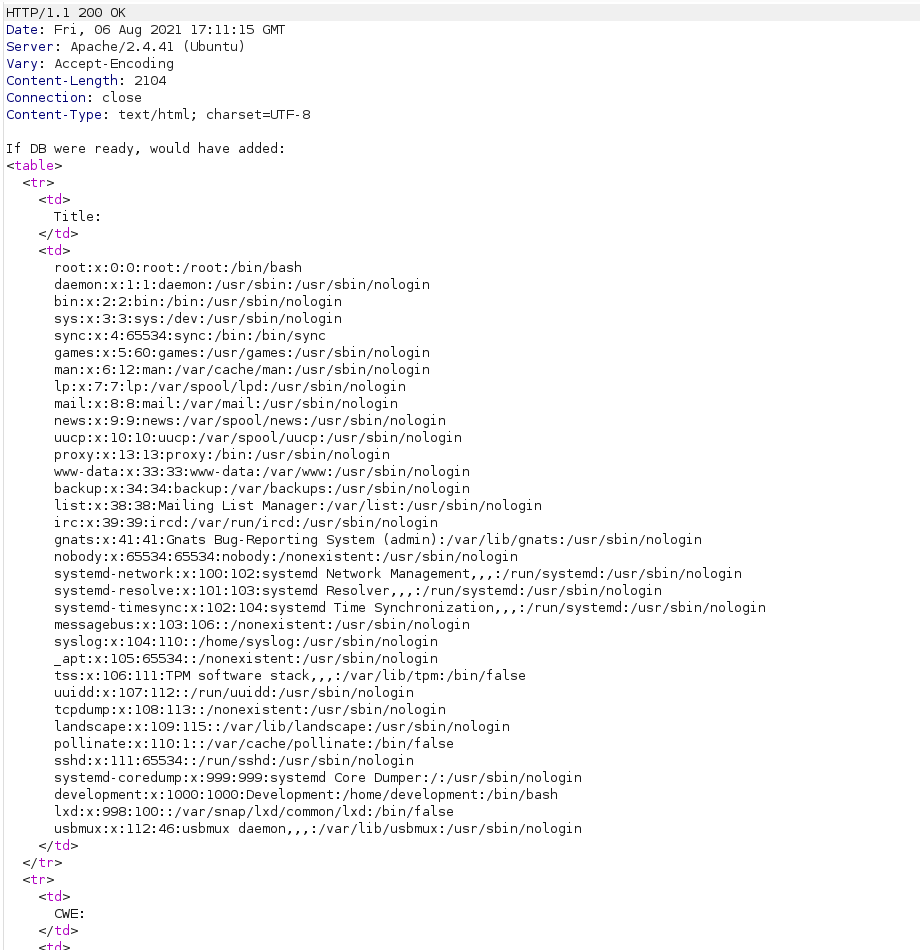 HTTP/1.1 200 OK
Date: Fri, 06 Aug 2021 17:11:15 GMT
Server: Apache/2.4.41 (Ubuntu)
Vary: Accept-Encoding
Content-Length: 2104
Connection: close
Content-Type: text/html; charset=UTF-8

If DB were ready, would have added:
<table>
  <tr>
    <td>
      Title:
    </td>
    <td>
      root:x:0:0:root:/root:/bin/bash
      daemon:x:1:1:daemon:/usr/sbin:/usr/sbin/nologin
      bin:x:2:2:bin:/bin:/usr/sbin/nologin
      sys:x:3:3:sys:/dev:/usr/sbin/nologin
      sync:x:4:65534:sync:/bin:/bin/sync
      games:x:5:60:games:/usr/games:/usr/sbin/nologin
      man:x:6:12:man:/var/cache/man:/usr/sbin/nologin
      lp:x:7:7:lp:/var/spool/lpd:/usr/sbin/nologin
      mail:x:8:8:mail:/var/mail:/usr/sbin/nologin
      news:x:9:9:news:/var/spool/news:/usr/sbin/nologin
      uucp:x:10:10:uucp:/var/spool/uucp:/usr/sbin/nologin
      proxy:x:13:13:proxy:/bin:/usr/sbin/nologin
      www-data:x:33:33:www-data:/var/www:/usr/sbin/nologin
      backup:x:34:34:backup:/var/backups:/usr/sbin/nologin
      list:x:38:38:Mailing List Manager:/var/list:/usr/sbin/nologin
      irc:x:39:39:ircd:/var/run/ircd:/usr/sbin/nologin
      gnats:x:41:41:Gnats Bug-Reporting System (admin):/var/lib/gnats:/usr/sbin/nologin
      nobody:x:65534:65534:nobody:/nonexistent:/usr/sbin/nologin
      systemd-network:x:100:102:systemd Network Management,,,:/run/systemd:/usr/sbin/nologin
      systemd-resolve:x:101:103:systemd Resolver,,,:/run/systemd:/usr/sbin/nologin
      systemd-timesync:x:102:104:systemd Time Synchronization,,,:/run/systemd:/usr/sbin/nologin
      messagebus:x:103:106::/nonexistent:/usr/sbin/nologin
      syslog:x:104:110::/home/syslog:/usr/sbin/nologin
      _apt:x:105:65534::/nonexistent:/usr/sbin/nologin
      tss:x:106:111:TPM software stack,,,:/var/lib/tpm:/bin/false
      uuidd:x:107:112::/run/uuidd:/usr/sbin/nologin
      tcpdump:x:108:113::/nonexistent:/usr/sbin/nologin
      landscape:x:109:115::/var/lib/landscape:/usr/sbin/nologin
      pollinate:x:110:1::/var/cache/pollinate:/bin/false
      sshd:x:111:65534::/run/sshd:/usr/sbin/nologin
      systemd-coredump:x:999:999:systemd Core Dumper:/:/usr/sbin/nologin
      development:x:1000:1000:Development:/home/development:/bin/bash
      lxd:x:998:100::/var/snap/lxd/common/lxd:/bin/false
      usbmux:x:112:46:usbmux daemon,,,:/var/lib/usbmux:/usr/sbin/nologin
    </td>
  </tr>
  <tr>
    <td>
      CWE:
    </td>
    <td>